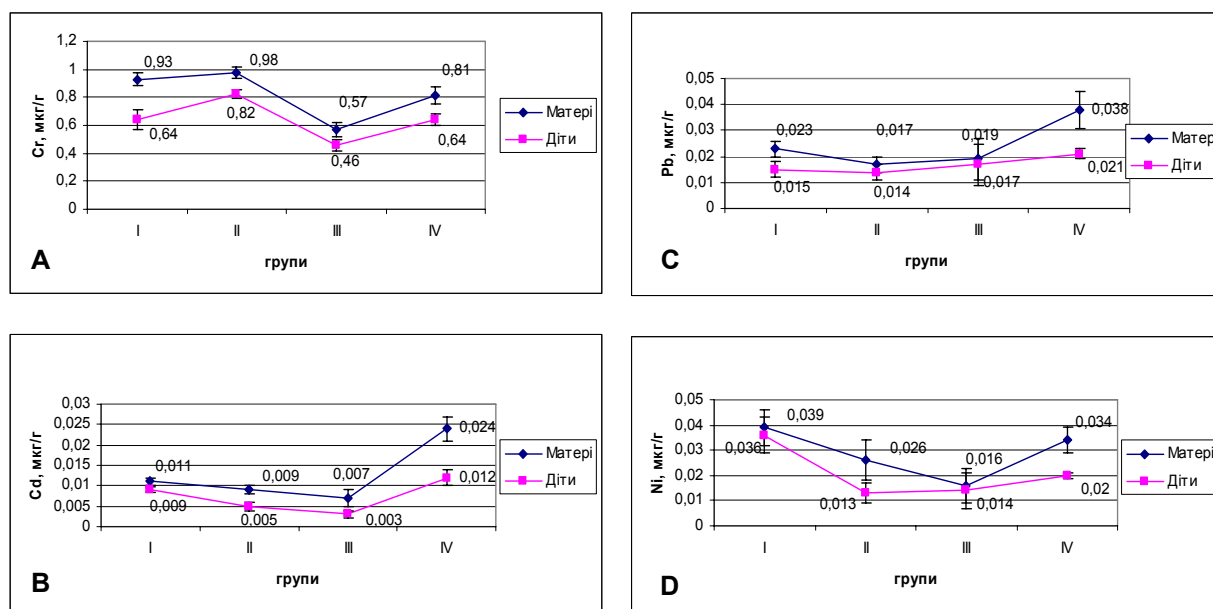 1,2
1
0,8
0,6
0,4
0,2
0
Cr, мкг/г
0,93
0,98
0,57
0,81
0,64
0,82
0,46
0,64
I II III IV
групи
Матері
Діти
A
0,05
0,04
0,03
0,02
0,01
0
Pb, мкг/г
0,023
0,017
0,019
0,038
0,015
0,014
0,017
0,021
I II III IV
групи
Матері
Діти
C
0,03
0,025
0,02
0,015
0,01
0,005
0
Cd, мкг/г
0,011
0,009
0,007
0,024
0,009
0,005
0,003
0,012
I II III IV
групи
Матері
Діти
B
0,05
0,04
0,03
0,02
0,01
0
Ni, мкг/г
0,039
0,026
0,016
0,034
0,036
0,013
0,014
0,02
I II III IV
групи
Матері
Діти
D